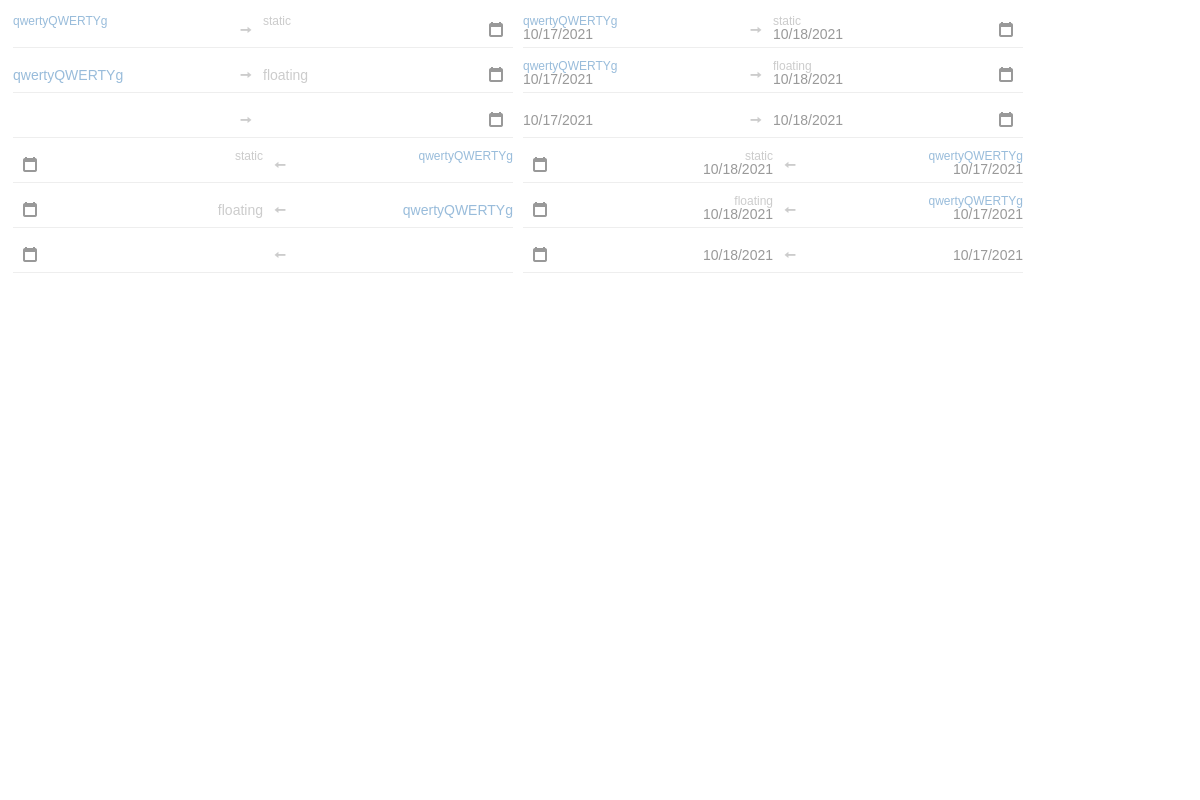 qwertyQWERTYg → static qwertyQWERTYg → static
10/17/2021 10/18/2021
qwertyQWERTYg → floating qwertyQWERTYg → floating
10/17/2021 10/18/2021
→ 10/17/2021 → 10/18/2021
static ← qwertyQWERTYg static ← qwertyQWERTYg
10/18/2021 10/17/2021
floating ← qwertyQWERTYg floating ← qwertyQWERTYg
10/18/2021 10/17/2021
← 10/18/2021 ← 10/17/2021